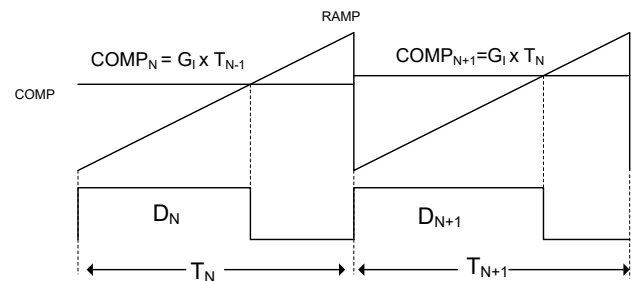 RAMP
COMP_N = G_I x T_N-1
COMP_N+1=G_I x T_N
COMP
D_N
D_N+1
T_N
T_N+1